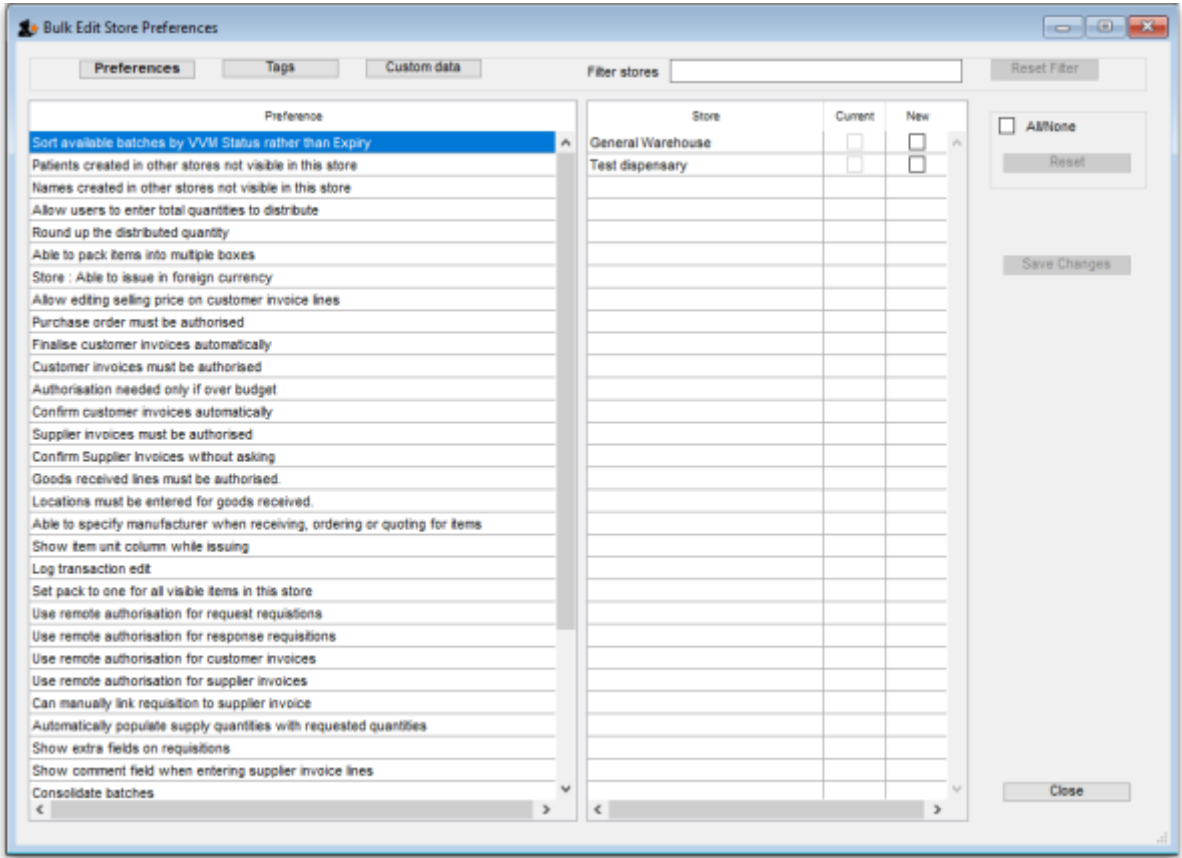 Bulk Edit Store Preferences
Preferences Tags Custom data Filter stores Reset Filter
Preference Store Current New
All/None
Sort available batches by VVM Status rather than Expiry General Warehouse
Patients created in other stores not visible in this store Test dispensary Reset
Names created in other stores not visible in this store
Allow users to enter total quantities to distribute
Round up the distributed quantity
Able to pack items into multiple boxes
Store : Able to issue in foreign currency Save Changes
Allow editing selling price on customer invoice lines
Purchase order must be authorised
Finalise customer invoices automatically
Customer invoices must be authorised
Authorisation needed only if over budget
Confirm customer invoices automatically
Supplier invoices must be authorised
Confirm Supplier Invoices without asking
Goods received lines must be authorised.
Locations must be entered for goods received.
Able to specify manufacturer when receiving, ordering or quoting for items
Show item unit column while issuing
Log transaction edit
Set pack to one for all visible items in this store
Use remote authorisation for request requistions
Use remote authorisation for response requisitions
Use remote authorisation for customer invoices
Use remote authorisation for supplier invoices
Can manually link requisition to supplier invoice
Automatically populate supply quantities with requested quantities
Show extra fields on requisitions
Show comment field when entering supplier invoice lines
Consolidate batches Close